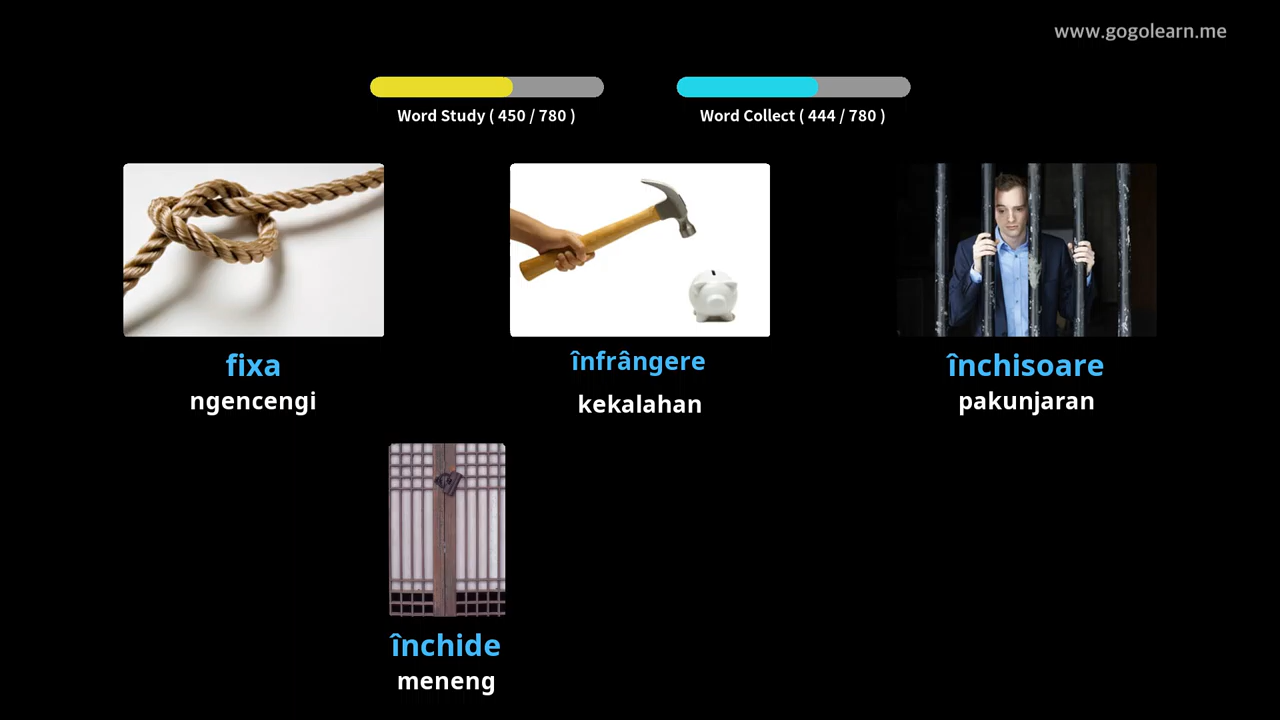 www.gogolearn.me
Word Study ( 450 / 780 )
Word Collect ( 444 / 780 )
fixa
ngencengi
înfrângere
kekalahan
închisoare
pakunjaran
închide
meneng